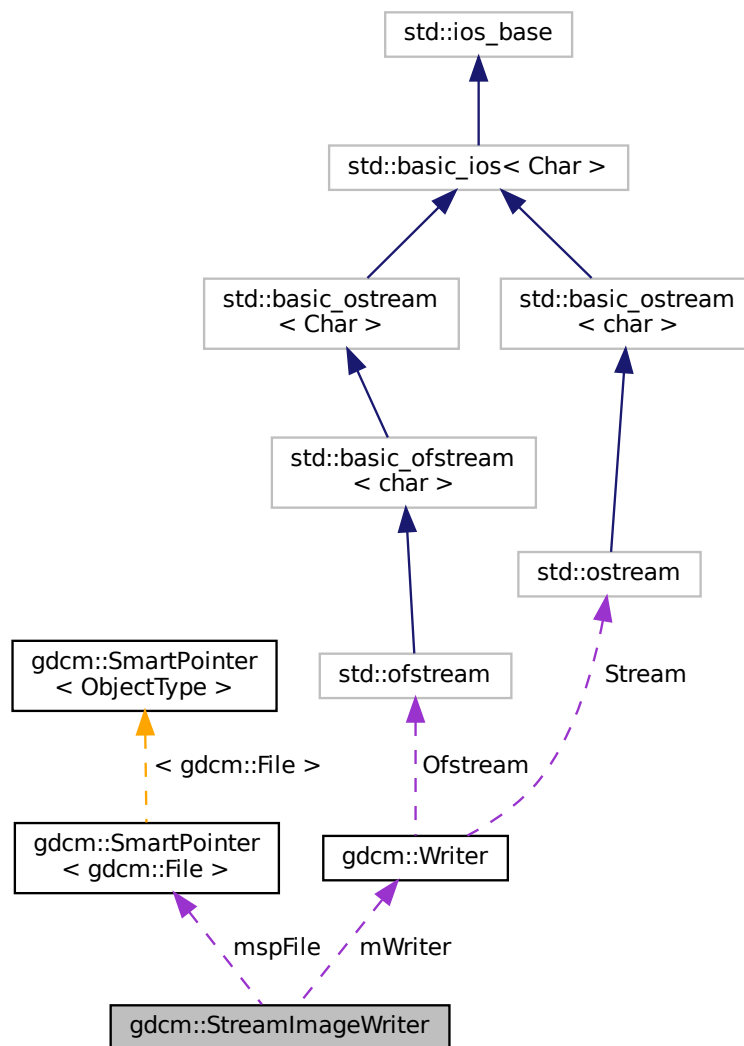 std::ios_base
std::basic_ios< Char >
std::basic_ostream
< Char >
std::basic_ostream
< char >
std::basic_ofstream
< char >
std::ostream
gdcm::SmartPointer
< ObjectType >
std::ofstream
Stream
< gdcm::File >
Ofstream
gdcm::SmartPointer
< gdcm::File >
gdcm::Writer
mspFile
mWriter
gdcm::StreamImageWriter